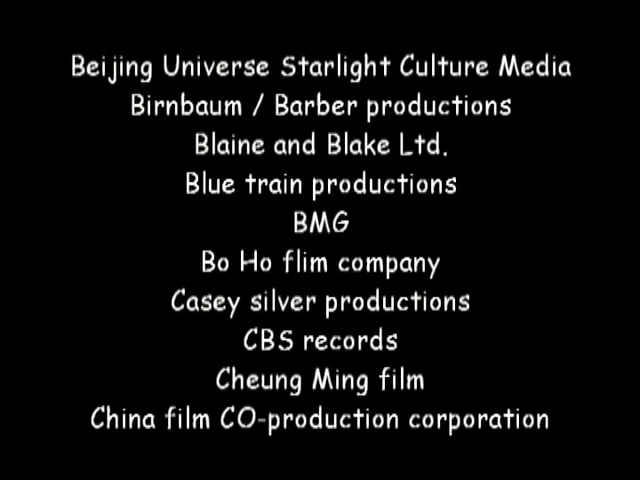 Beijing Universe Starlight Culture Media
Birnbaum / Barber productions
Blaine and Blake Ltd.
Blue train productions
BMG
Bo Ho flim company
Casey silver productions
CBS records
Cheung Ming film
China film CO-production corporation